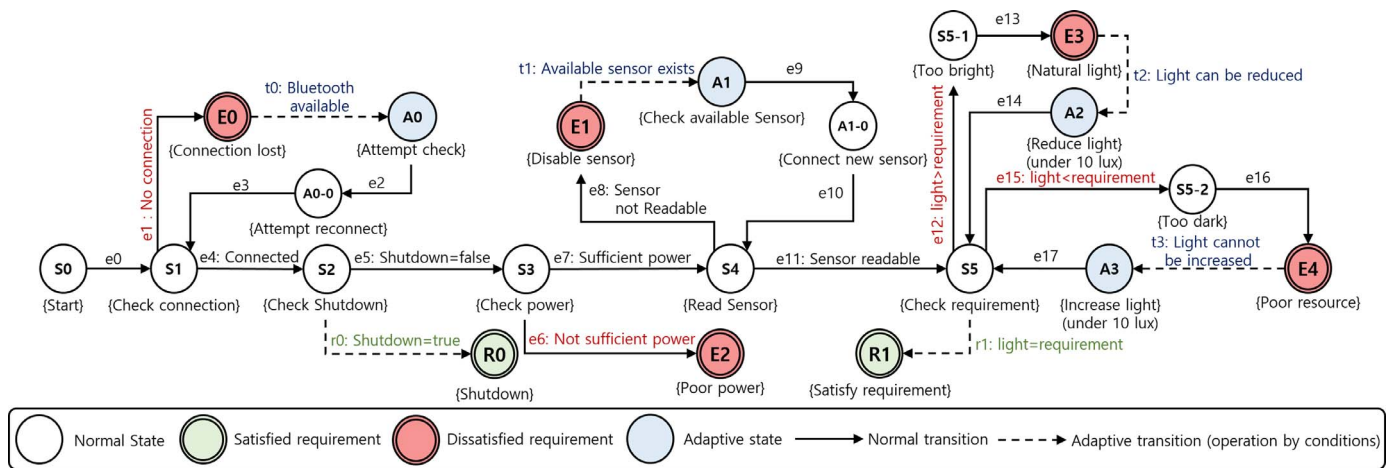 e13
S5-1
E3
t1: Available sensor exists
e9
{Too bright}
{Natural light}
t0: Bluetooth
available
A1
t2: Light can be reduced
E0
A0
{Check available Sensor}
e14
A2
E1
A1-0
{Connection lost}
{Attempt check}
{Disable sensor}
{Connect new sensor}
{Reduce light}
(under 10 lux)
e1 : No connection
e3
e2
e8: Sensor
not Readable
e10
e12: light>requirement
e15: light<requirement
S5-2
e16
A0-0
{Attempt reconnect}
{Too dark}
t3: Light cannot
be increased
S0
e0
S1
e4: Connected
S2
e5: Shutdown=false
S3
e7: Sufficient power
S4
e11: Sensor readable
S5
e17
A3
E4
{Start}
{Check connection}
{Check Shutdown}
{Check power}
{Read Sensor}
{Check requirement}
{Increase light}
(under 10 lux)
{Poor resource}
r0: Shutdown=true
R0
e6: Not sufficient power
E2
R1
r1: light=requirement
{Shutdown}
{Poor power}
{Satisfy requirement}
Normal State
Satisfied requirement
Dissatisfied requirement
Adaptive state
Normal transition
Adaptive transition (operation by conditions)